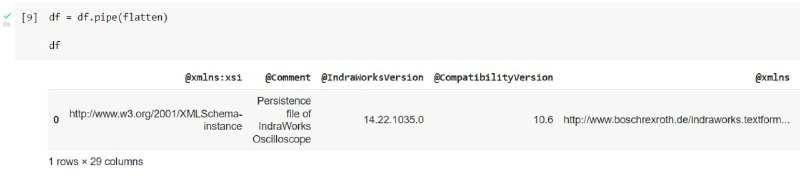 [9] df = df.pipe(flatten)
df
@xmlns:xsi @Comment @IndraWorksVersion @CompatibilityVersion @xmlns
0 http://www.w3.org/2001/XMLSchema-instance Persistence file of IndraWorks Oscilloscope 14.22.1035.0 10.6 http://www.boschrexroth.de/indraworks.textform...
1 rows × 29 columns